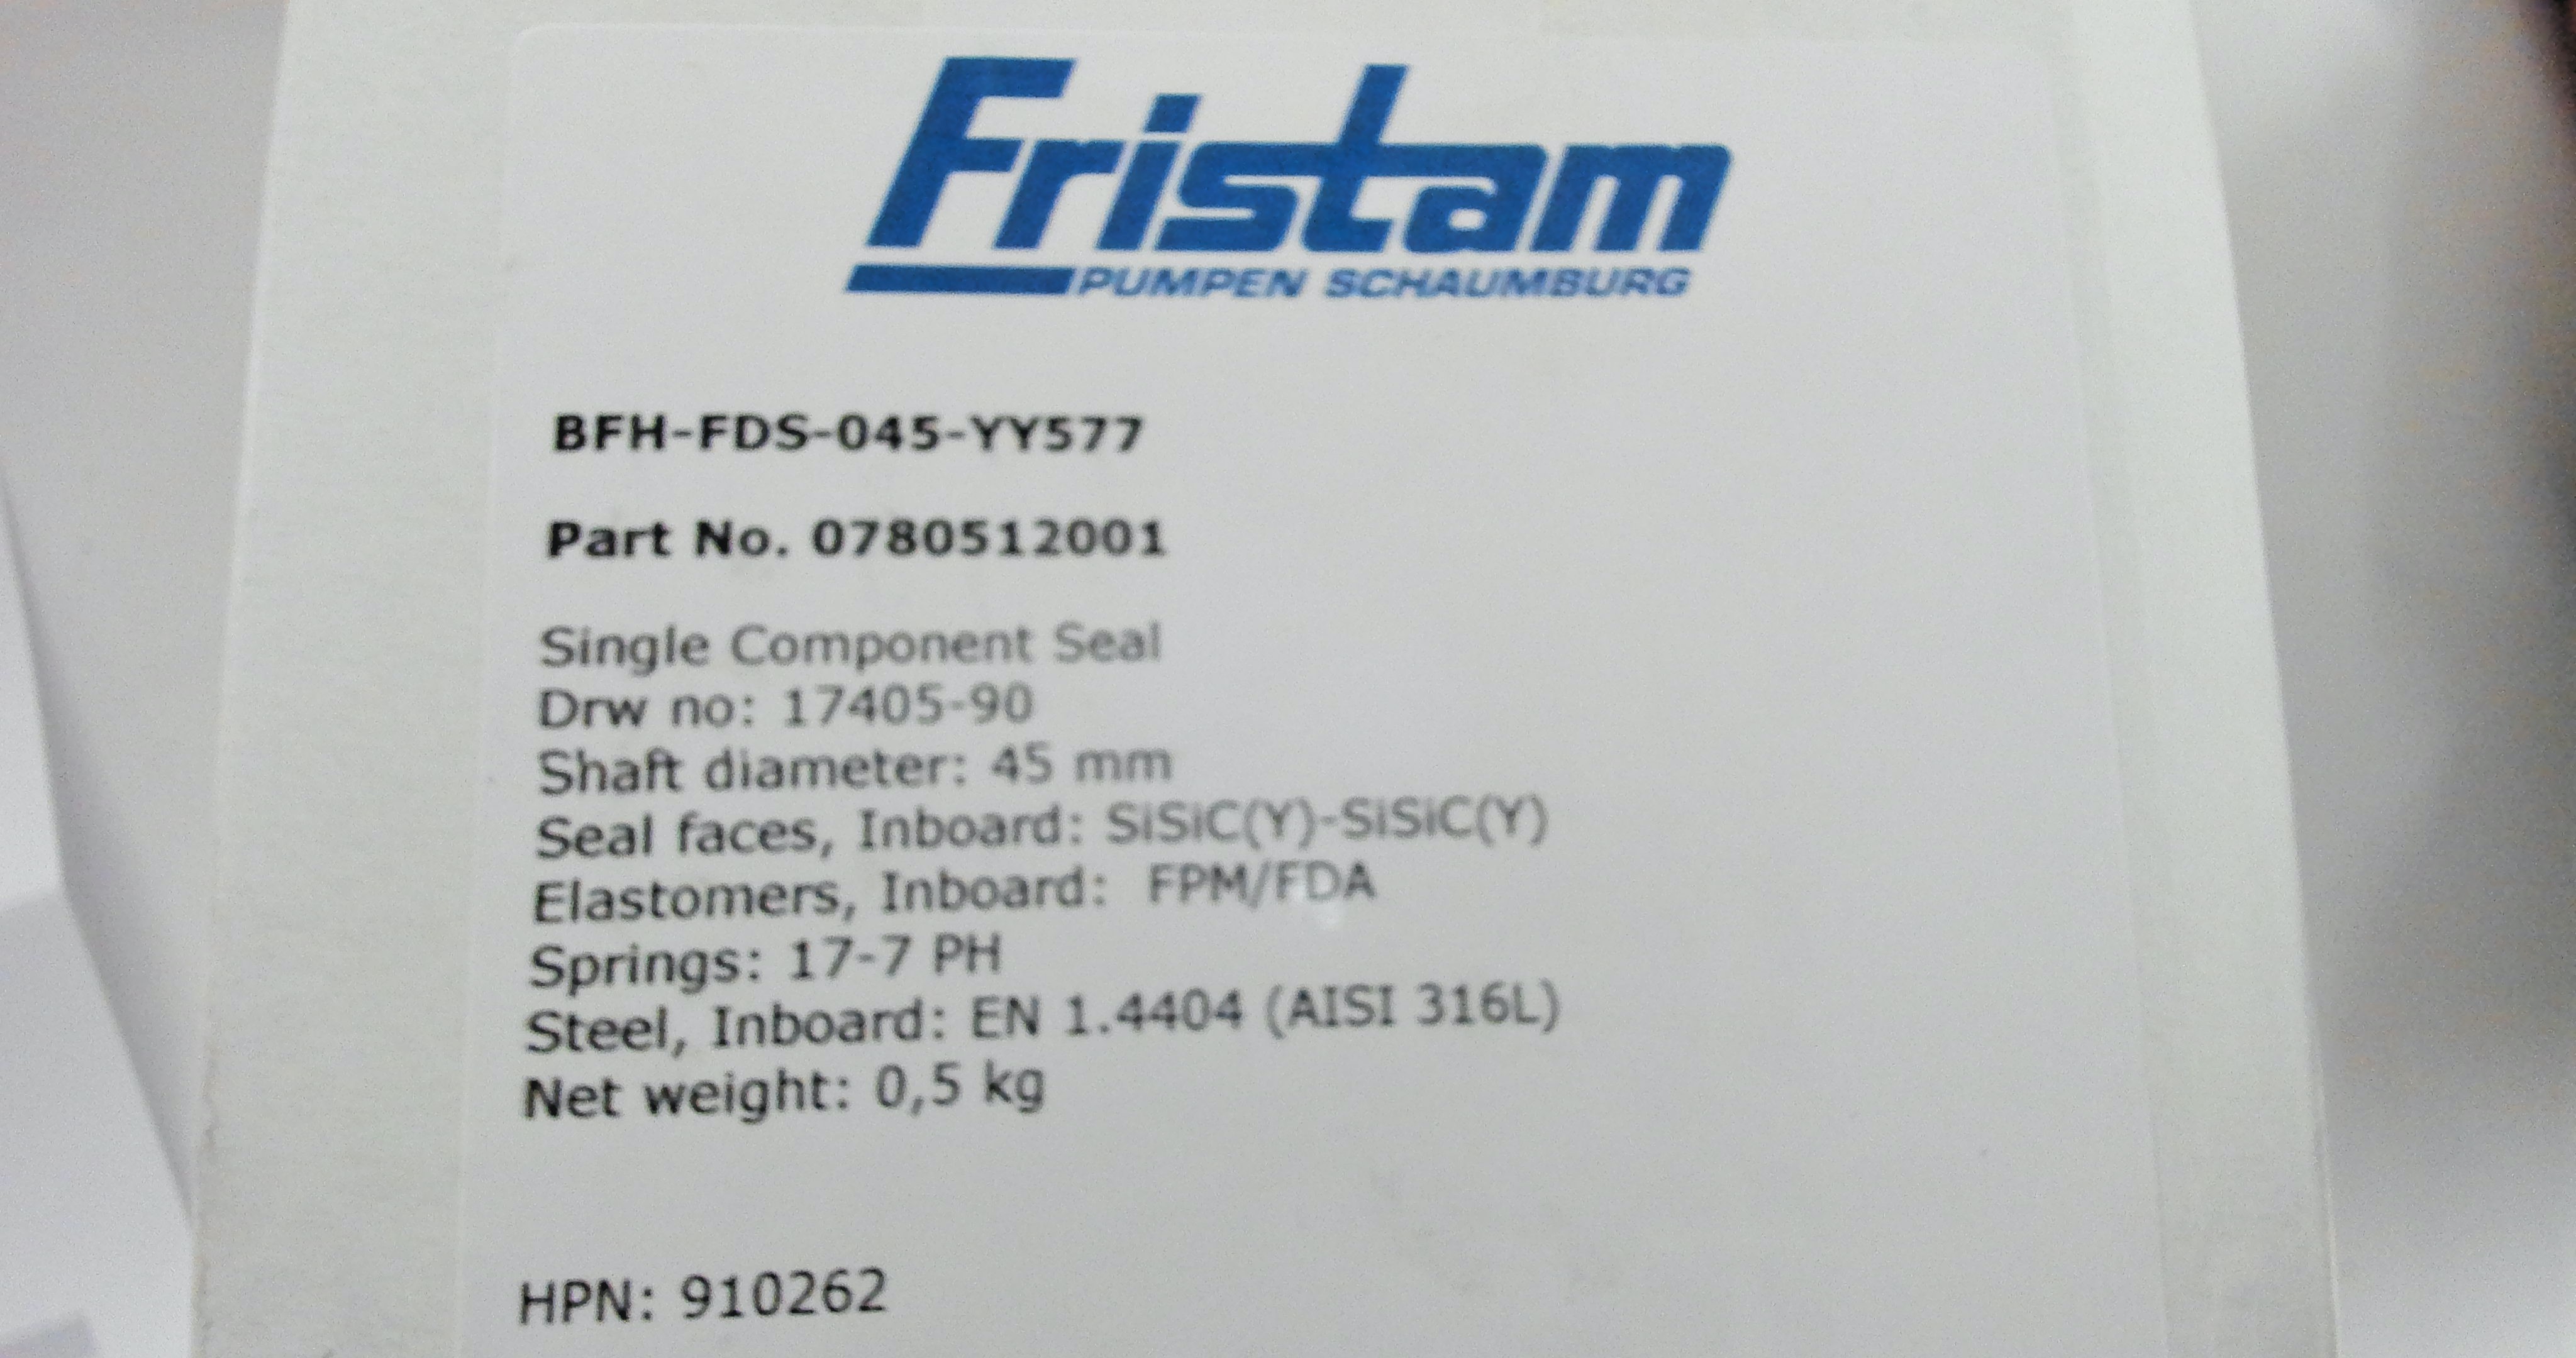 Fristam
PUMPEN SCHAUMBURG
BFH-FDS-045-YY577
Part No. 0780512001
Single Component Seal
Drw no: 17405-90
Shaft diameter: 45 mm
Seal faces, Inboard: SiSiC(Y)-SiSiC(Y)
Elastomers, Inboard: FPM/FDA
Springs: 17-7 PH
Steel, Inboard: EN 1.4404 (AISI 316L)
Net weight: 0,5 kg
HPN: 910262